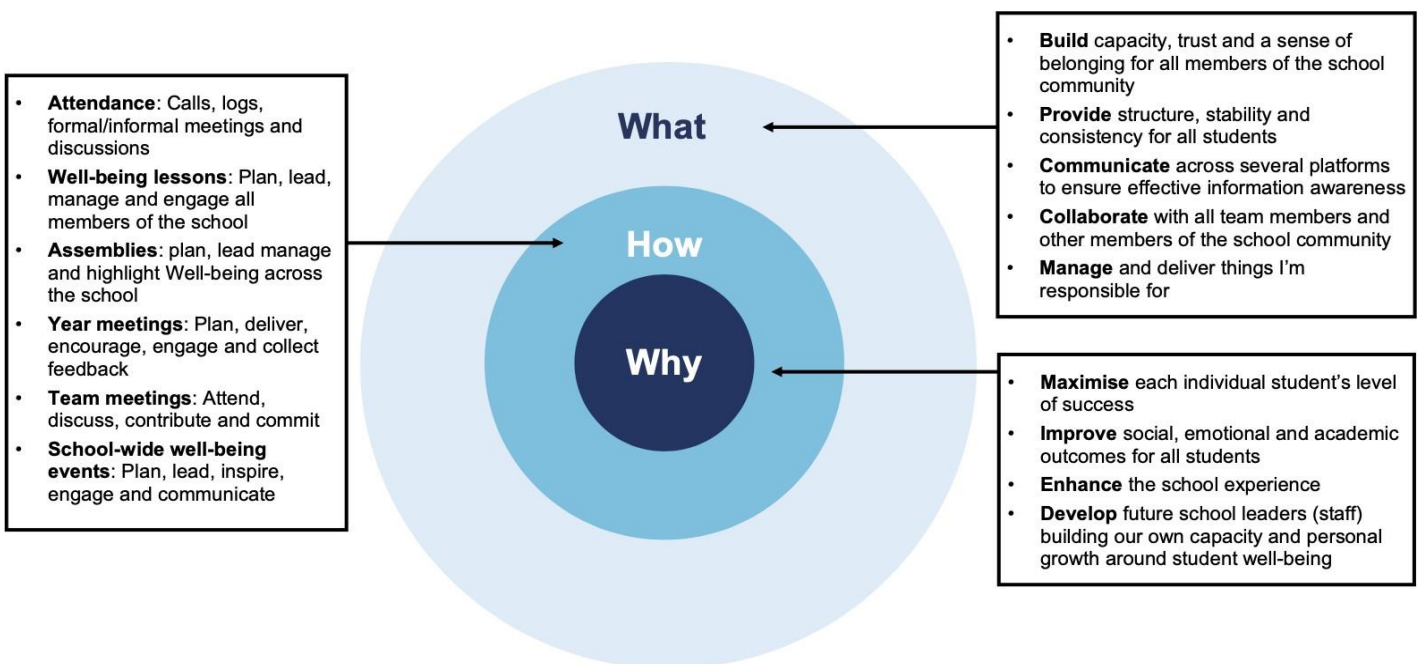 • Attendance: Calls, logs,
formal/informal meetings and
discussions
• Well-being lessons: Plan, lead,
manage and engage all
members of the school
• Assemblies: plan, lead manage
and highlight Well-being across
the school
• Year meetings: Plan, deliver,
encourage, engage and collect
feedback
• Team meetings: Attend,
discuss, contribute and commit
• School-wide well-being
events: Plan, lead, inspire,
engage and communicate
What
How
Why
• Build capacity, trust and a sense of
belonging for all members of the school
community
• Provide structure, stability and
consistency for all students
• Communicate across several platforms
to ensure effective information awareness
• Collaborate with all team members and
other members of the school community
• Manage and deliver things I’m
responsible for
• Maximise each individual student’s level
of success
• Improve social, emotional and academic
outcomes for all students
• Enhance the school experience
• Develop future school leaders (staff)
building our own capacity and personal
growth around student well-being